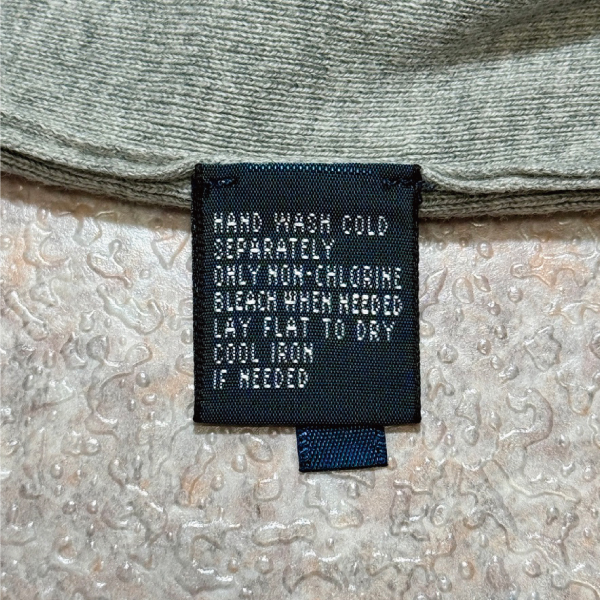 HAND WASH COLD
SEPARATELY
ONLY NON-CHLORINE
BLEACH WHEN NEEDED
LAY FLAT TO DRY
COOL IRON
IF NEEDED